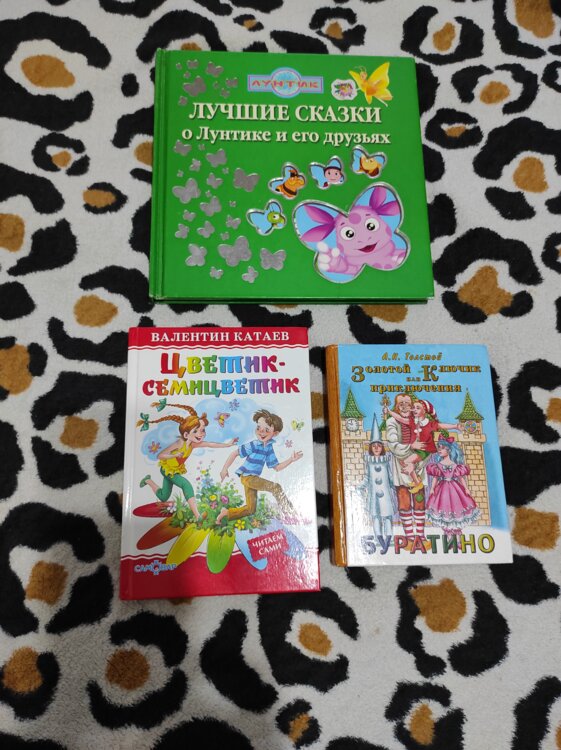 ЛУНТИК
ЛУЧШИЕ СКАЗКИ
о Лунтике и его друзьях
ВАЛЕНТИН КАТАЕВ
ЦВЕТИК-
СЕМИЦВЕТИК
ЧИТАЕМ
САМИ
САМОВАР
А.Н. Толстой
Золотой Ключик
или
приключения
БУРАТИНО